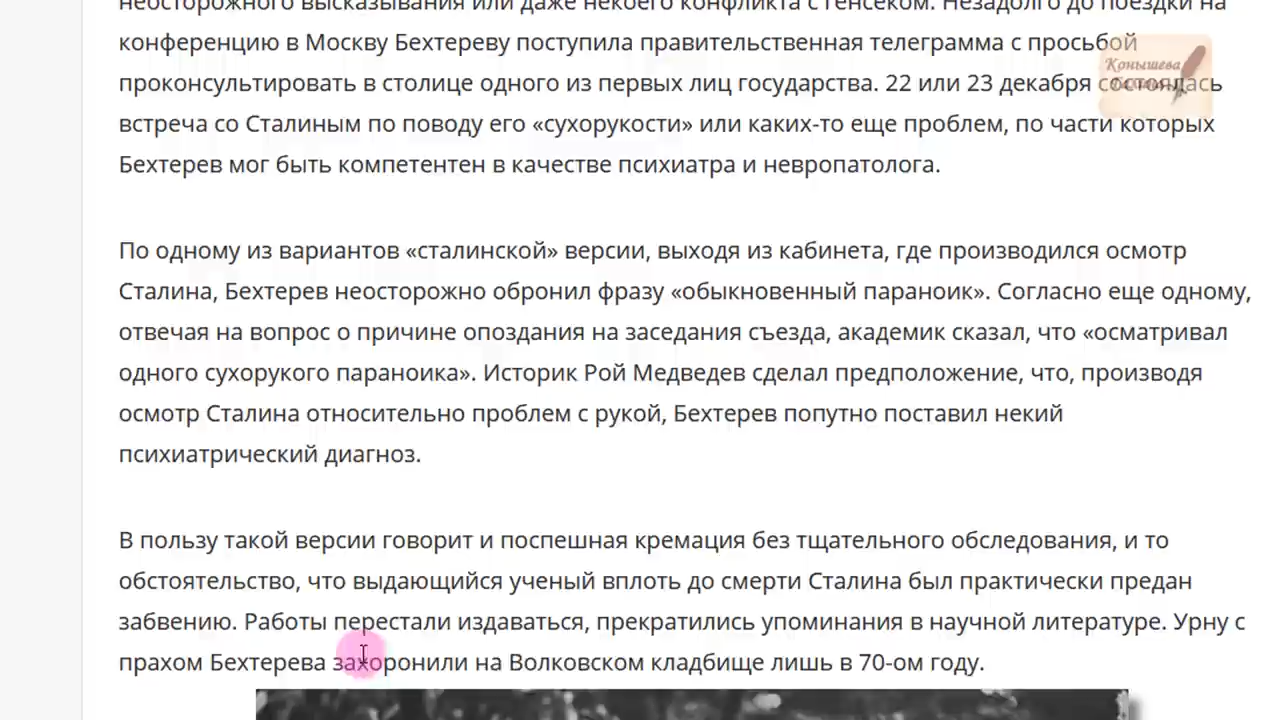 неосторожного высказывания или даже некоего конфликта с генсеком. Незадолго до поездки на
конференцию в Москву Бехтереву поступила правительственная телеграмма с просьбой
проконсультировать в столице одного из первых лиц государства. 22 или 23 декабря состоялась
встреча со Сталиным по поводу его «сухорукости» или каких-то еще проблем, по части которых
Бехтерев мог быть компетентен в качестве психиатра и невропатолога.
По одному из вариантов «сталинской» версии, выходя из кабинета, где производился осмотр
Сталина, Бехтерев неосторожно обронил фразу «обыкновенный параноик». Согласно еще одному,
отвечая на вопрос о причине опоздания на заседания съезда, академик сказал, что «осматривал
одного сухорукого параноика». Историк Рой Медведев сделал предположение, что, производя
осмотр Сталина относительно проблем с рукой, Бехтерев попутно поставил некий
психиатрический диагноз.
В пользу такой версии говорит и поспешная кремация без тщательного обследования, и то
обстоятельство, что выдающийся ученый вплоть до смерти Сталина был практически предан
забвению. Работы перестали издаваться, прекратились упоминания в научной литературе. Урну с
прахом Бехтерева захоронили на Волковском кладбище лишь в 70-ом году.
Конышева